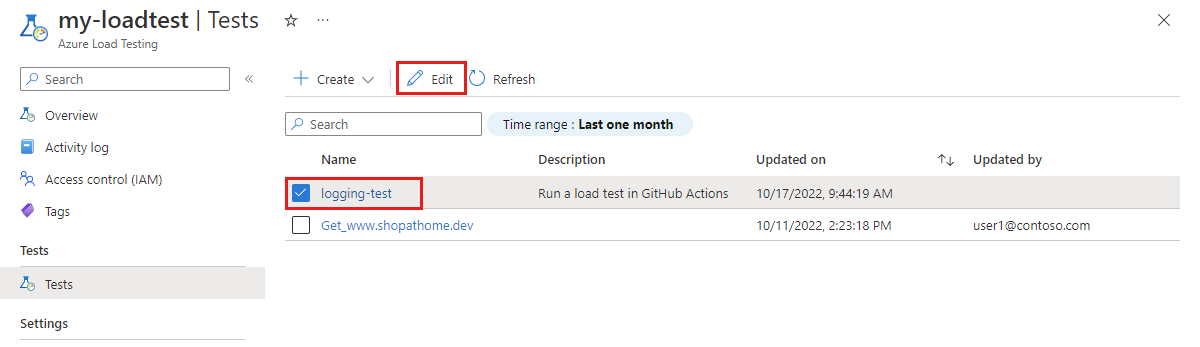 my-loadtest | Tests
Azure Load Testing
Search
Overview
Activity log
Access control (IAM)
Tags
Tests
Tests
Settings
Create Edit Refresh
Search Time range : Last one month
Name Description Updated on Updated by
logging-test Run a load test in GitHub Actions 10/17/2022, 9:44:19 AM
Get_www.shopathome.dev 10/11/2022, 2:23:18 PM user1@contoso.com